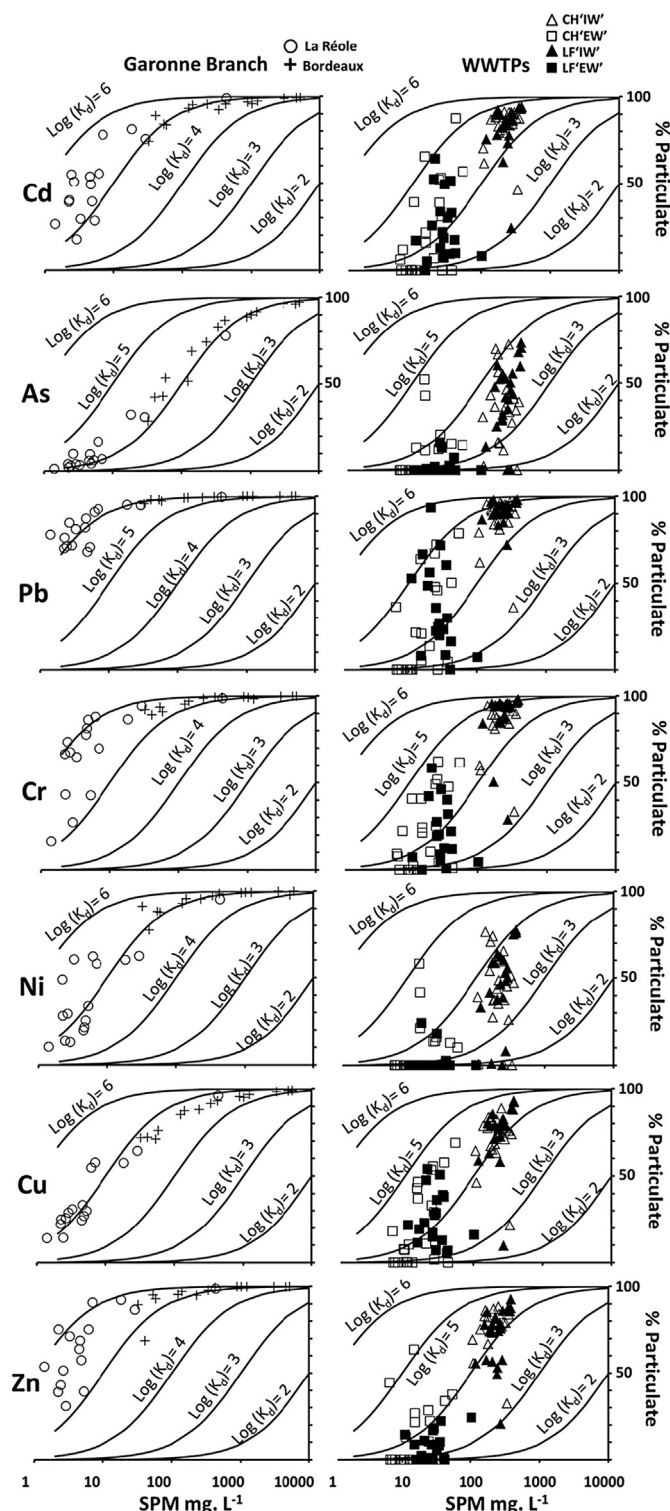 Garonne Branch
○ La Réole
+ Bordeaux
WWTPs
△ CH'IW'
□ CH'EW'
▲ LF'IW'
■ LF'EW'
Cd
Log (Kd)= 6
Log (Kd)= 4
Log (Kd)= 3
Log (Kd)= 2
Log (Kd)= 6
Log (Kd)= 5
Log (Kd)= 3
Log (Kd)= 2
100
50
% Particulate
As
Log (Kd)= 6
Log (Kd)= 5
Log (Kd)= 3
Log (Kd)= 2
100
50
Log (Kd)= 6
Log (Kd)= 5
Log (Kd)= 3
Log (Kd)= 2
% Particulate
Pb
Log (Kd)= 5
Log (Kd)= 4
Log (Kd)= 3
Log (Kd)= 2
Log (Kd)= 6
Log (Kd)= 3
Log (Kd)= 2
100
50
% Particulate
Cr
Log (Kd)= 4
Log (Kd)= 3
Log (Kd)= 2
Log (Kd)= 6
Log (Kd)= 5
Log (Kd)= 3
Log (Kd)= 2
100
50
% Particulate
Ni
Log (Kd)= 6
Log (Kd)= 4
Log (Kd)= 3
Log (Kd)= 2
Log (Kd)= 6
Log (Kd)= 5
Log (Kd)= 3
Log (Kd)= 2
100
50
% Particulate
Cu
Log (Kd)= 6
Log (Kd)= 3
Log (Kd)= 2
Log (Kd)= 6
Log (Kd)= 5
Log (Kd)= 3
Log (Kd)= 2
100
50
% Particulate
Zn
Log (Kd)= 4
Log (Kd)= 3
Log (Kd)= 2
Log (Kd)= 6
Log (Kd)= 5
Log (Kd)= 3
Log (Kd)= 2
100
50
% Particulate
1 10 100 1000 10000
10 100 1000 10000
SPM mg. L⁻¹
SPM mg. L⁻¹